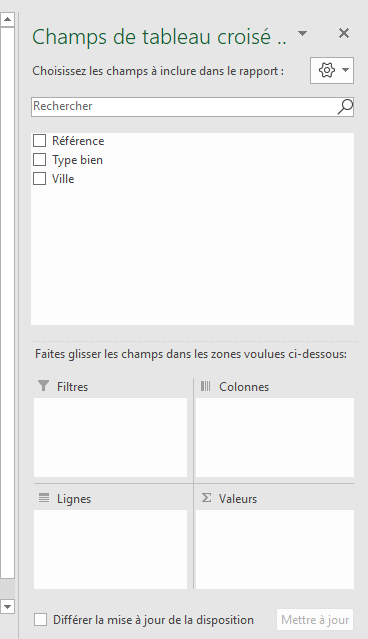 Champs de tableau croisé ..
Choisissez les champs à inclure dans le rapport :
Rechercher
Référence
Type bien
Ville
Faites glisser les champs dans les zones voulues ci-dessous:
Filtres
Colonnes
Lignes
Σ Valeurs
Différer la mise à jour de la disposition
Mettre à jour